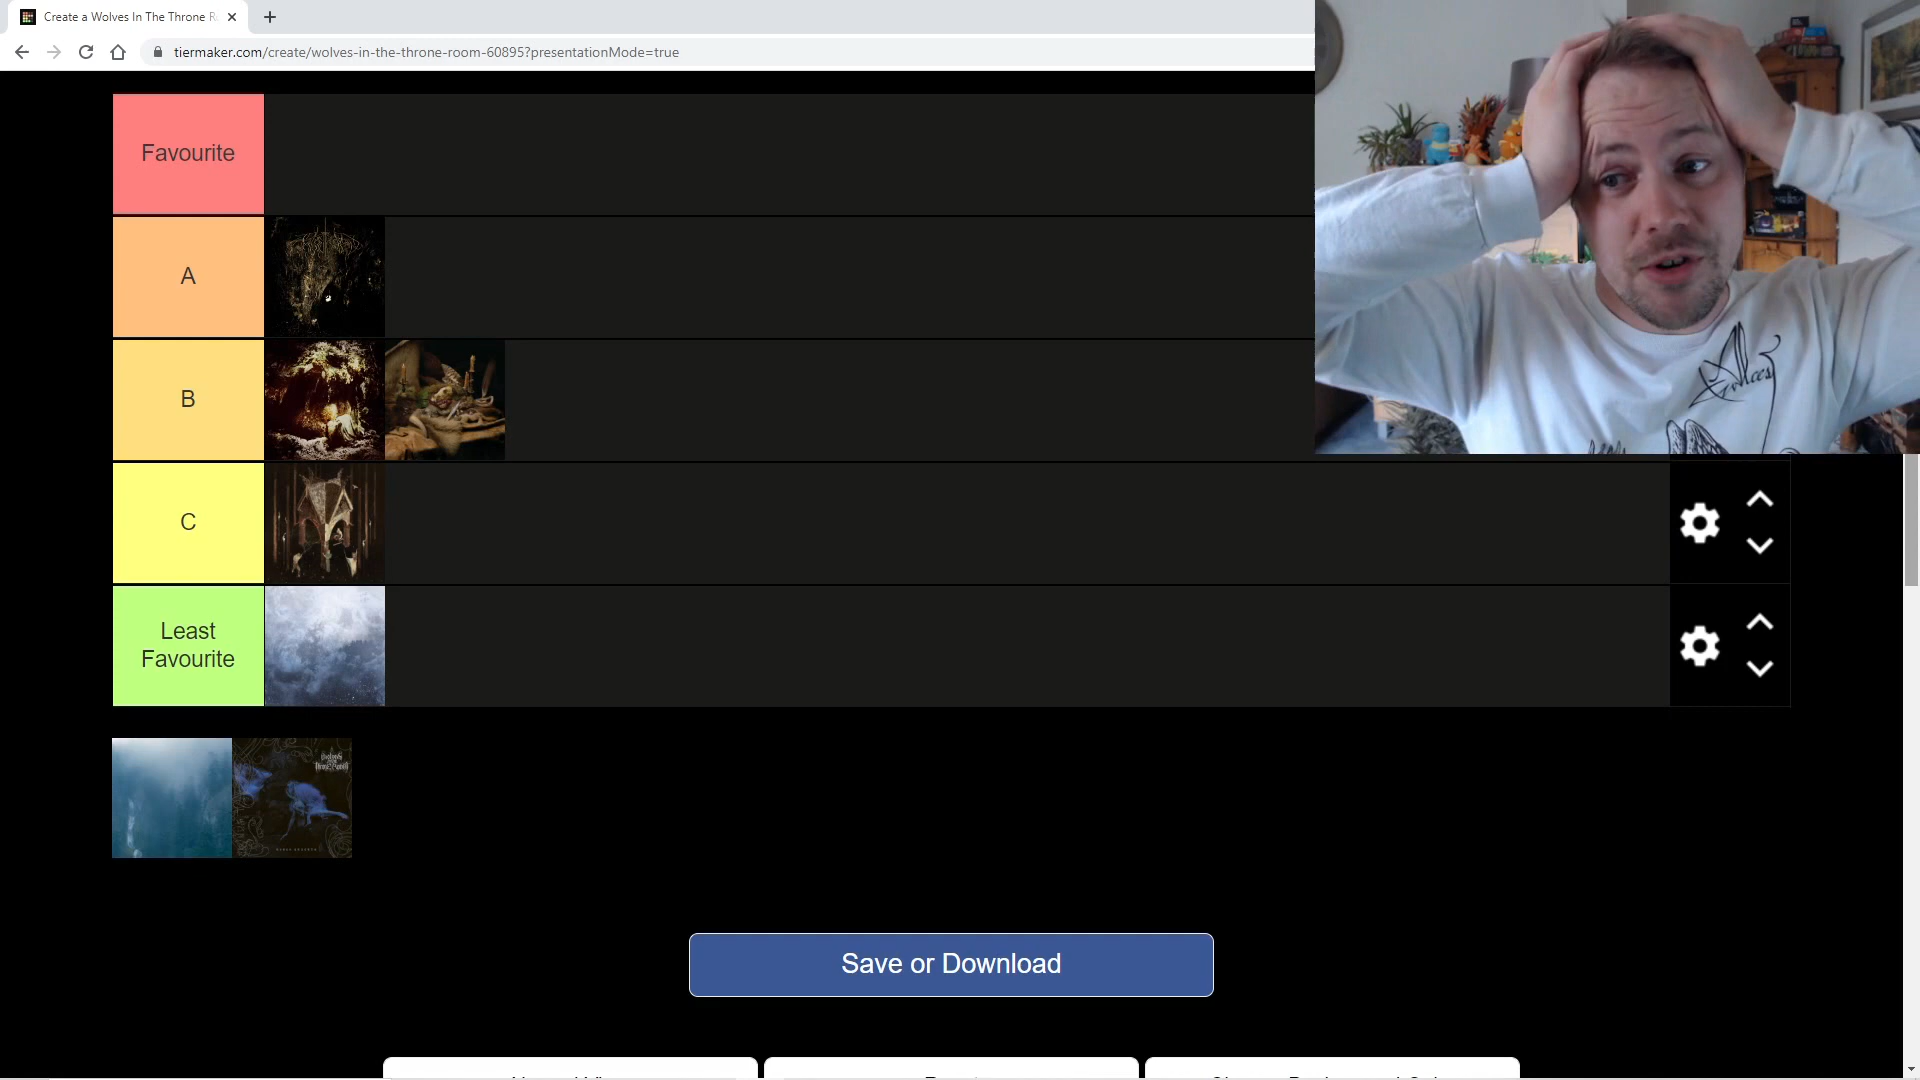 Create a Wolves In The Throne
tiermaker.com/create/wolves-in-the-throne-room-60895?presentationMode=true
Favourite
A
B
C
Least
Favourite
Save or Download